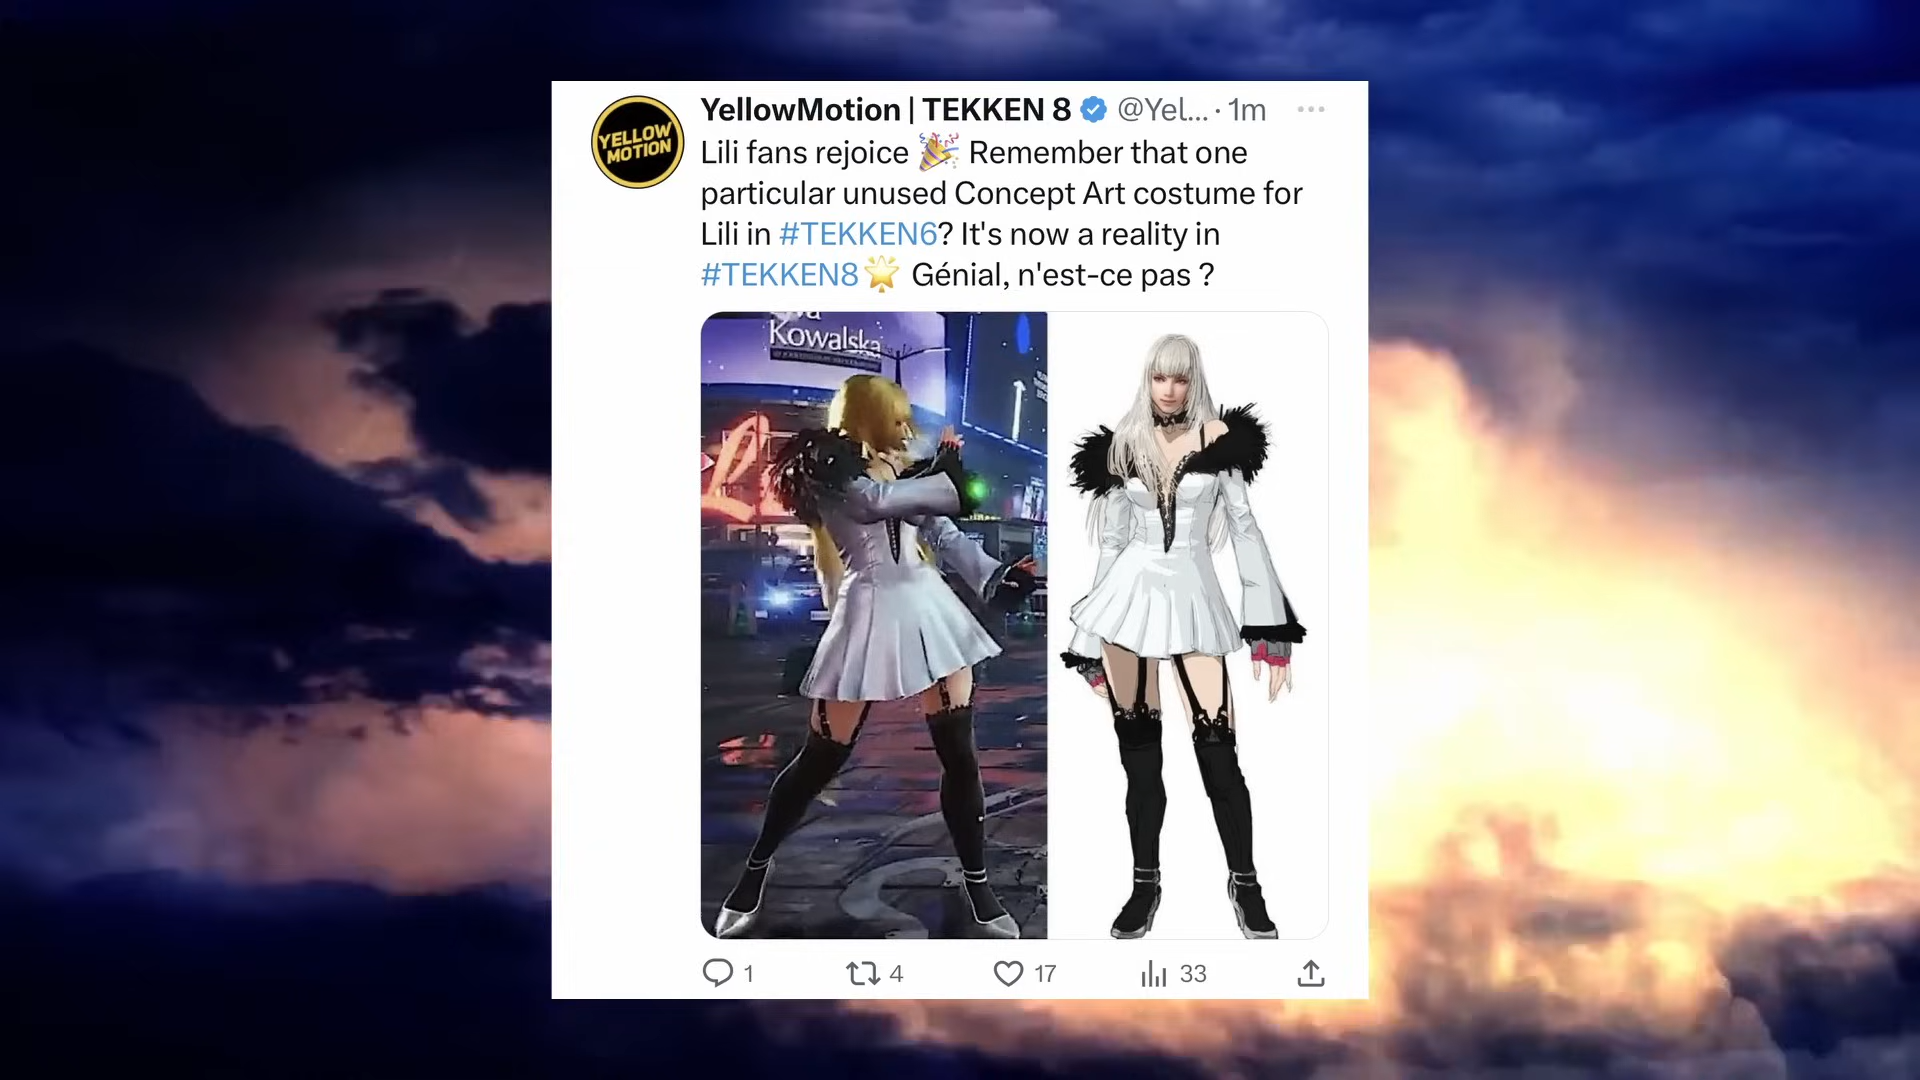 YELLOW
MOTION
YellowMotion | TEKKEN 8 @Yel... · 1m
Lili fans rejoice 🎉 Remember that one
particular unused Concept Art costume for
Lili in #TEKKEN6? It's now a reality in
#TEKKEN8🌟 Génial, n'est-ce pas ?
Kowalska
1 4 17 33